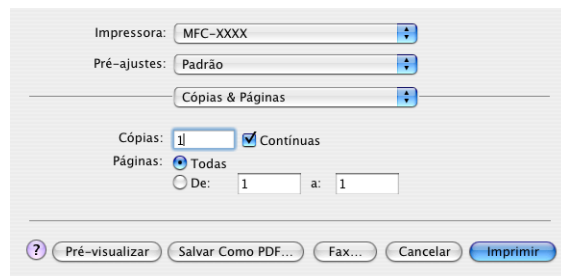 Impressora: MFC-XXXX
Pré-ajustes: Padrão
Cópias & Páginas
Cópias: 1 Contínuas
Páginas: Todas
De: 1 a: 1
? Pré-visualizar Salvar Como PDF... Fax... Cancelar Imprimir